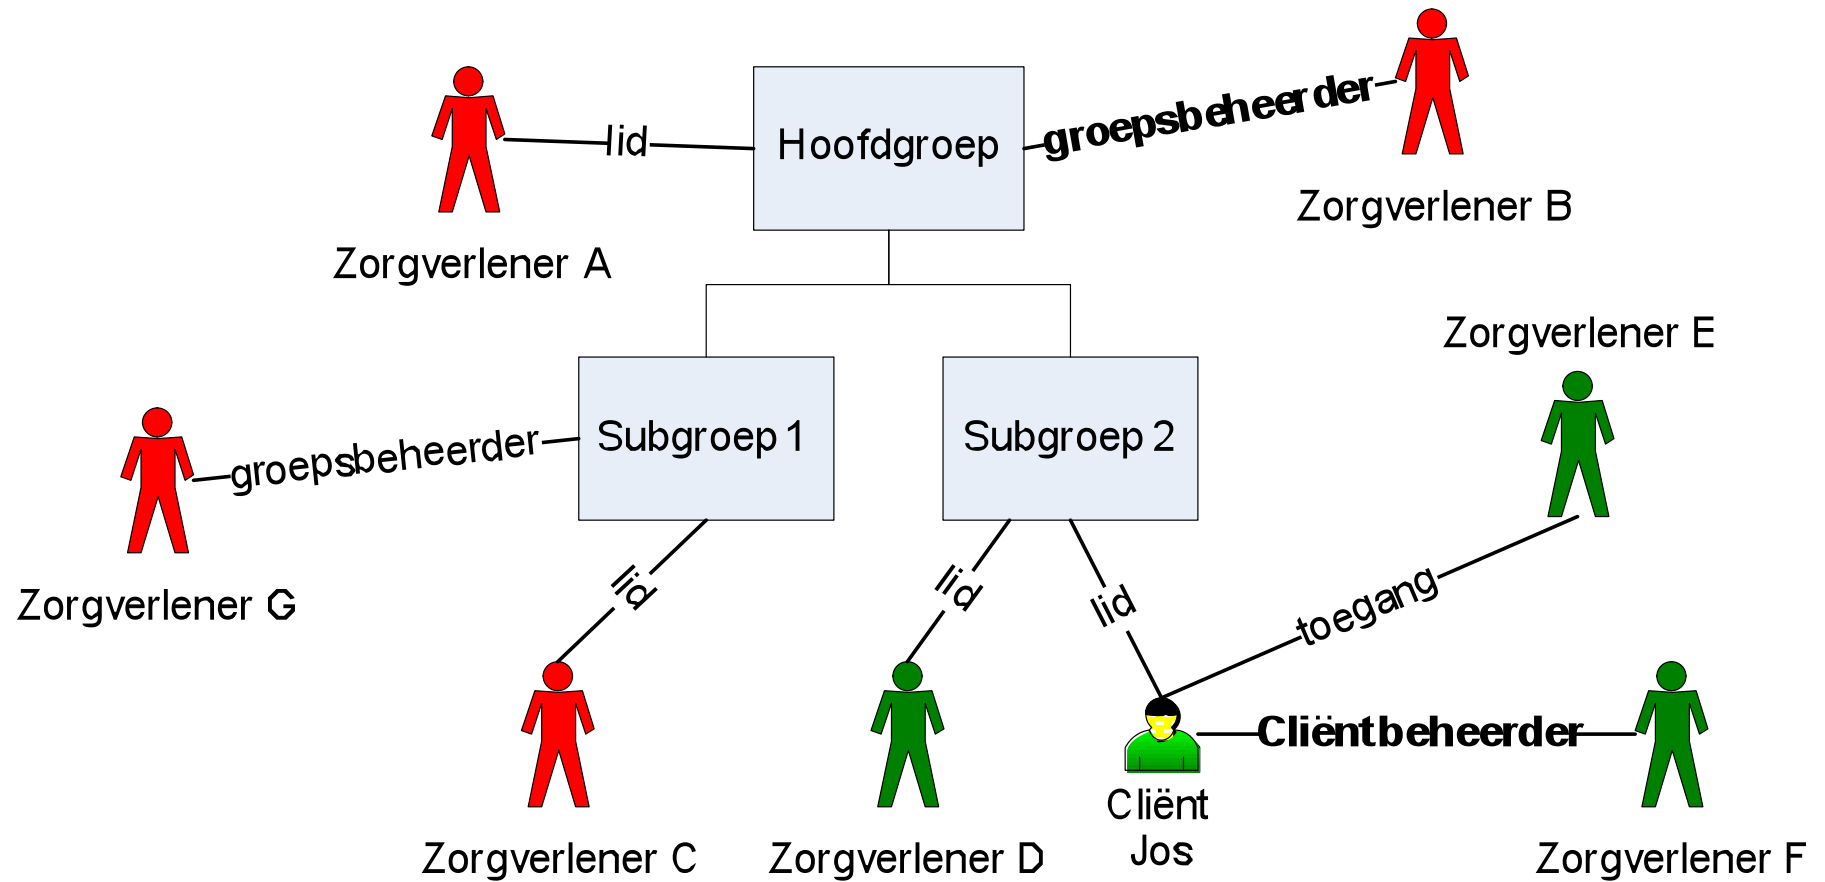 lid
Hoofdgroep
groepsbeheerder
Zorgverlener B
Zorgverlener A
Zorgverlener E
groepsbeheerder
Subgroep 1
Subgroep 2
Zorgverlener G
lid
lid
lid
toegang
Cliëntbeheerder
Cliënt
Jos
Zorgverlener C
Zorgverlener D
Zorgverlener F